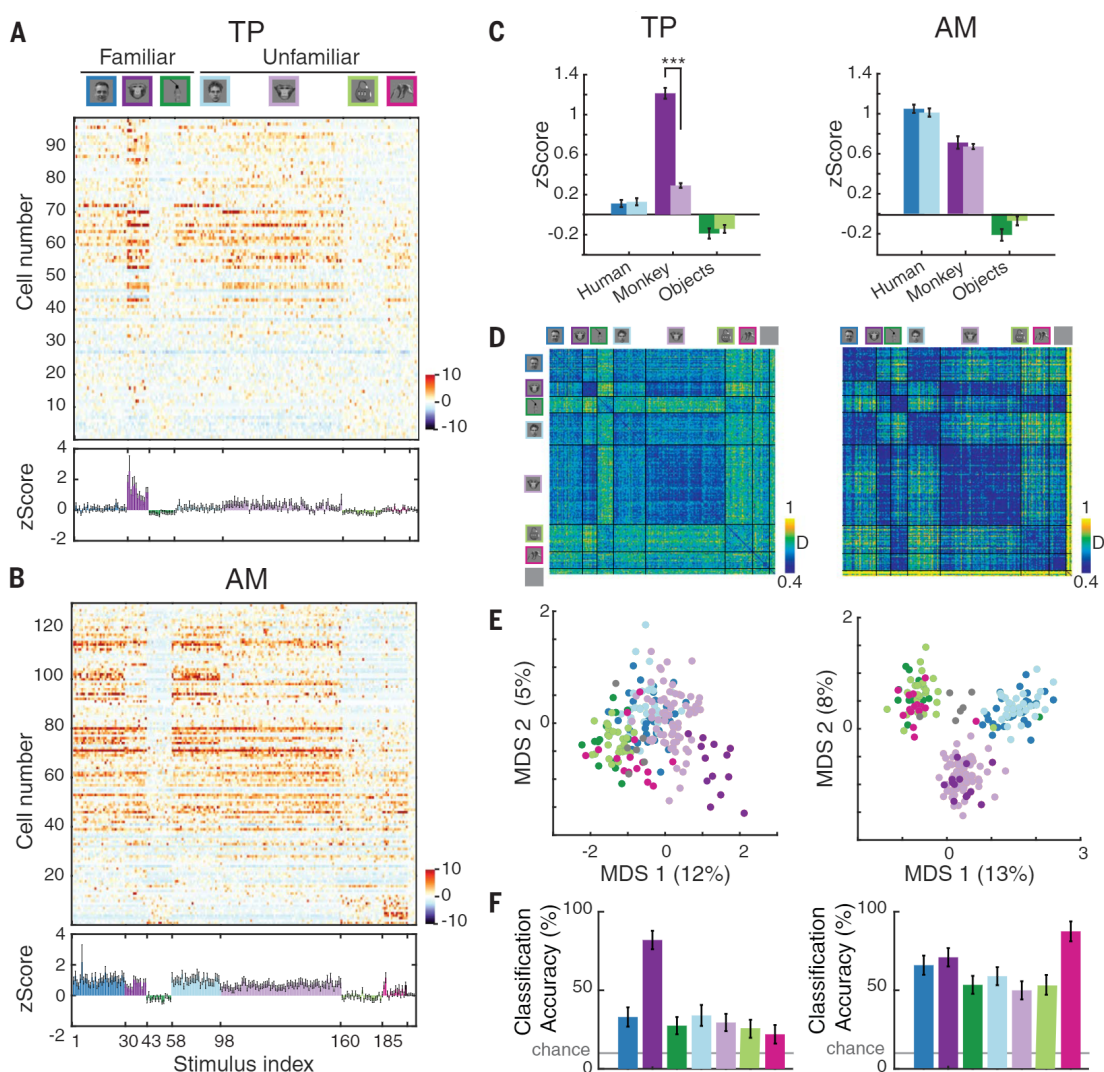 A
TP
Familiar
Unfamiliar
Cell number
90
80
70
60
50
40
30
20
10
10
0
-10
zScore
4
2
0
-2
B
AM
Cell number
120
100
80
60
40
20
10
0
-10
zScore
4
2
0
-2
1
30
43
58
98
160
185
Stimulus index
C
TP
AM
***
zScore
1.4
1
0.6
0.2
-0.2
Human
Monkey
Objects
zScore
1.4
1
0.6
0.2
-0.2
Human
Monkey
Objects
D
1
D
0.4
1
D
0.4
E
MDS 2 (5%)
2
0
-2
0
2
MDS 1 (12%)
MDS 2 (8%)
2
0
0
3
MDS 1 (13%)
F
Classification
Accuracy (%)
100
50
chance
0
Classification
Accuracy (%)
100
50
chance
0